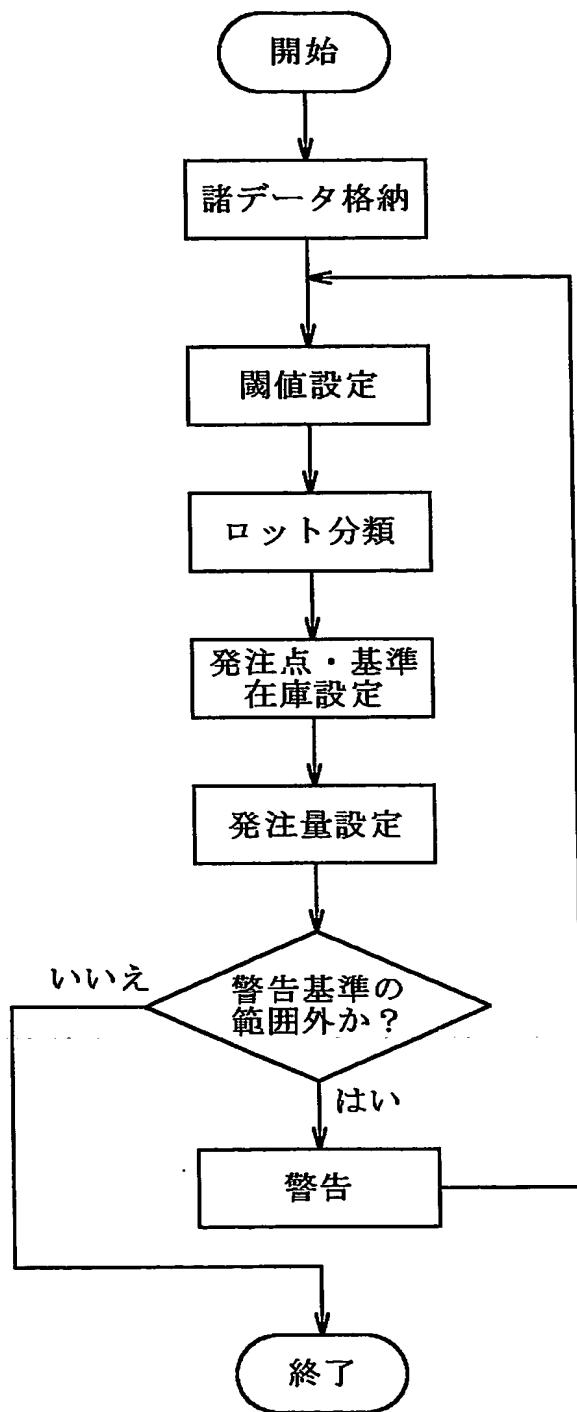 開始
諸データ格納
閾値設定
ロット分類
発注点・基準
在庫設定
発注量設定
警告基準の
範囲外か？
いいえ
はい
警告
終了